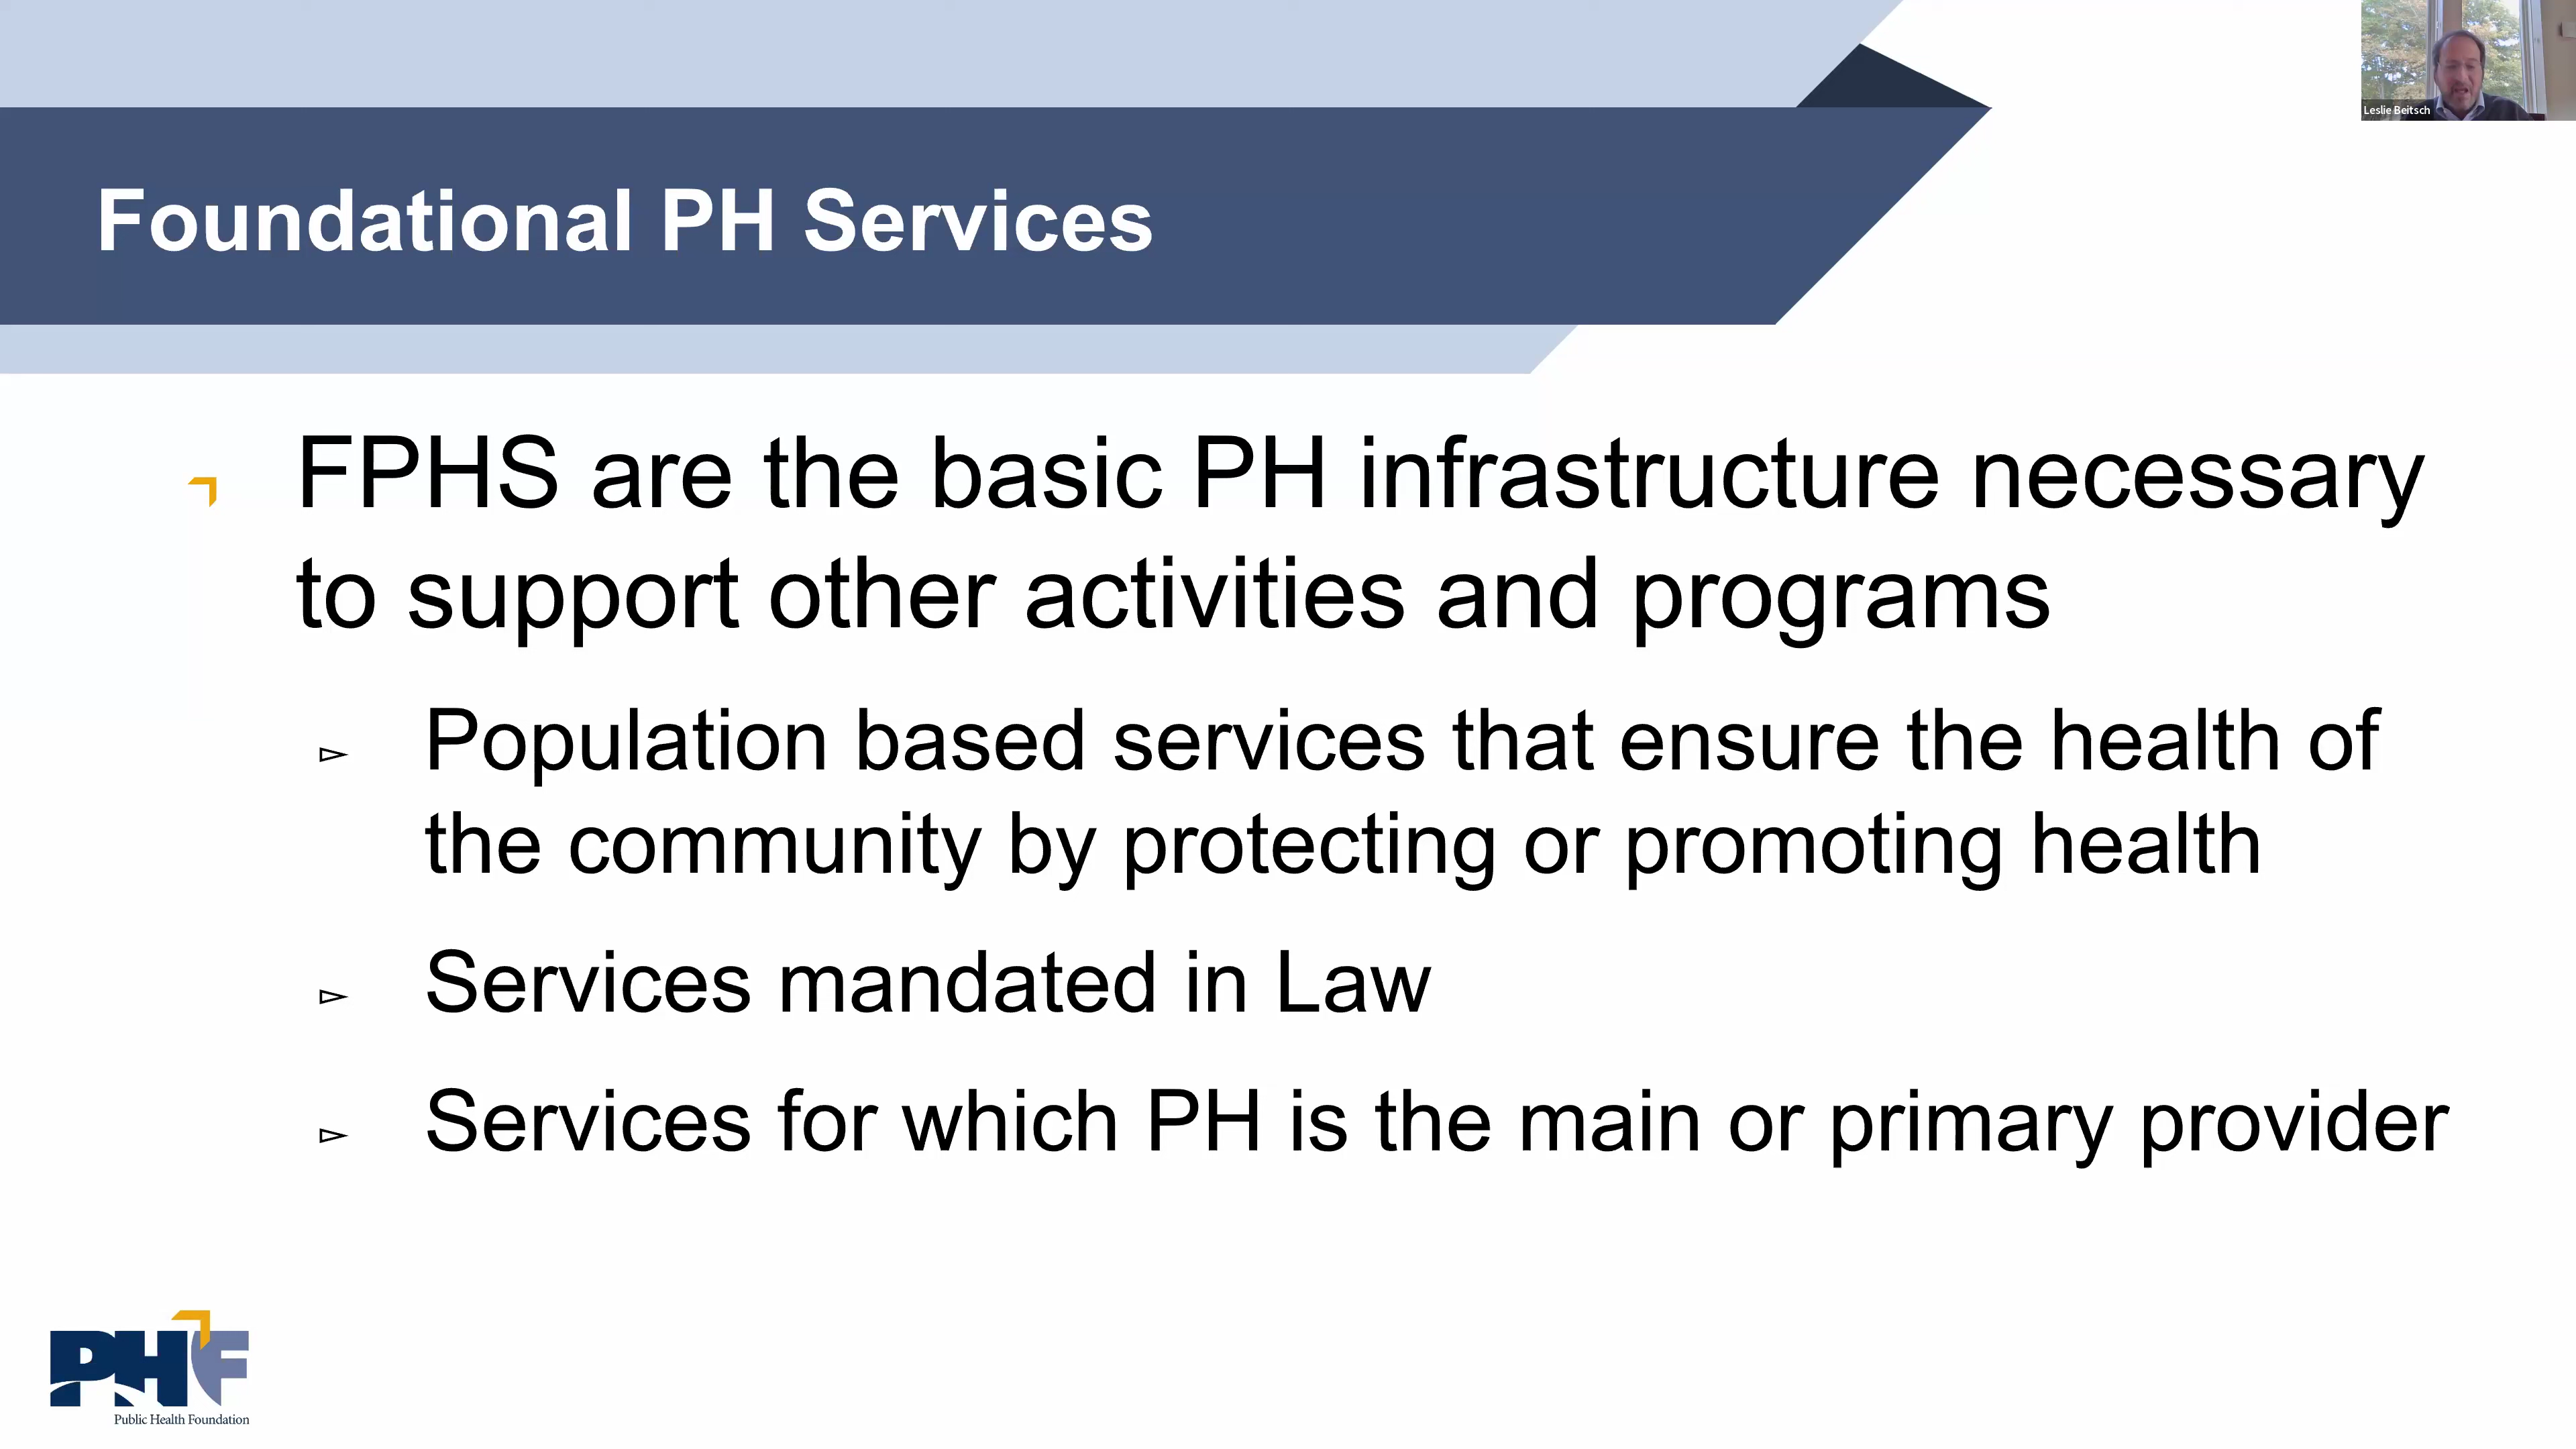 Leslie Beitsch
Foundational PH Services
FPHS are the basic PH infrastructure necessary
to support other activities and programs
Population based services that ensure the health of
the community by protecting or promoting health
Services mandated in Law
Services for which PH is the main or primary provider
PHF
Public Health Foundation